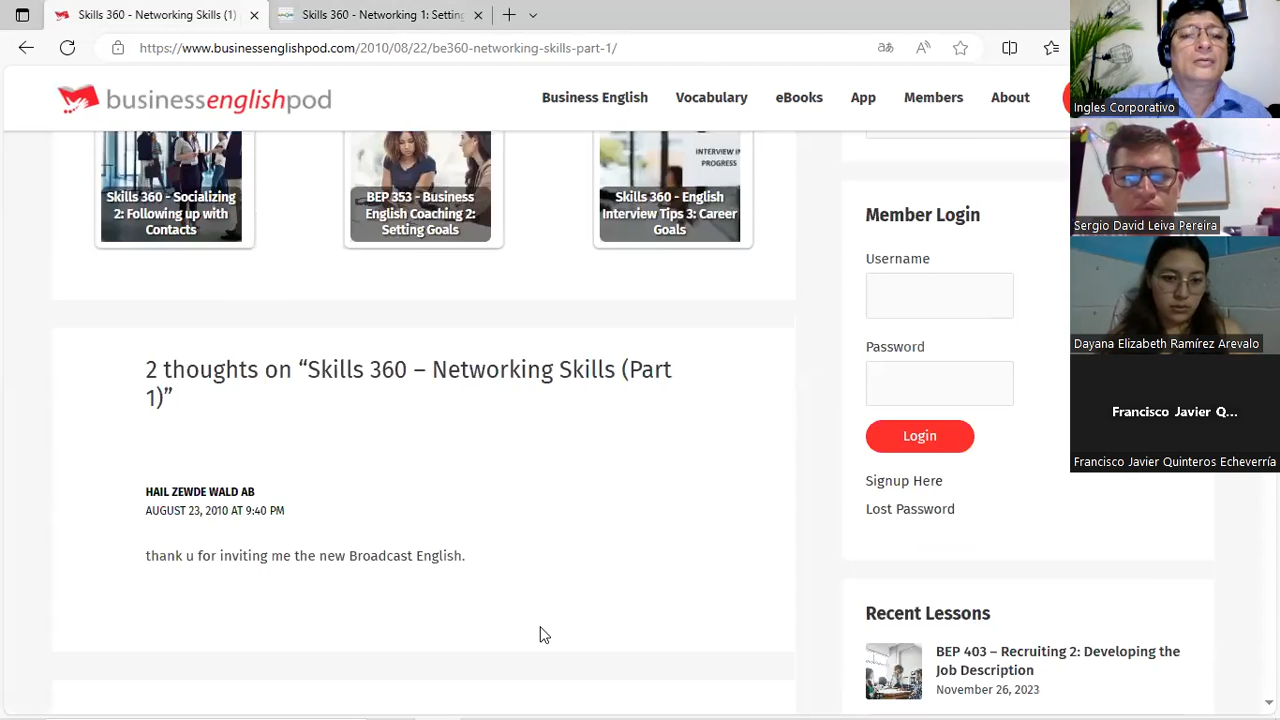 Skills 360 - Networking Skills (1)
Skills 360 - Networking 1: Setting
https://www.businessenglishpod.com/2010/08/22/be360-networking-skills-part-1/
businessenglishpod
Business English
Vocabulary
eBooks
App
Members
About
Skills 360 - Socializing
2: Following up with
Contacts
BEP 353 - Business
English Coaching 2:
Setting Goals
INTERVIEW IN
PROGRESS
Skills 360 - English
Interview Tips 3: Career
Goals
2 thoughts on “Skills 360 – Networking Skills (Part
1)”
HAIL ZEWDE WALD AB
AUGUST 23, 2010 AT 9:40 PM
thank u for inviting me the new Broadcast English.
Member Login
Username
Password
Login
Signup Here
Lost Password
Recent Lessons
BEP 403 – Recruiting 2: Developing the
Job Description
November 26, 2023
Ingles Corporativo
Sergio David Leiva Pereira
Dayana Elizabeth Ramírez Arevalo
Francisco Javier Q...
Francisco Javier Quinteros Echeverría